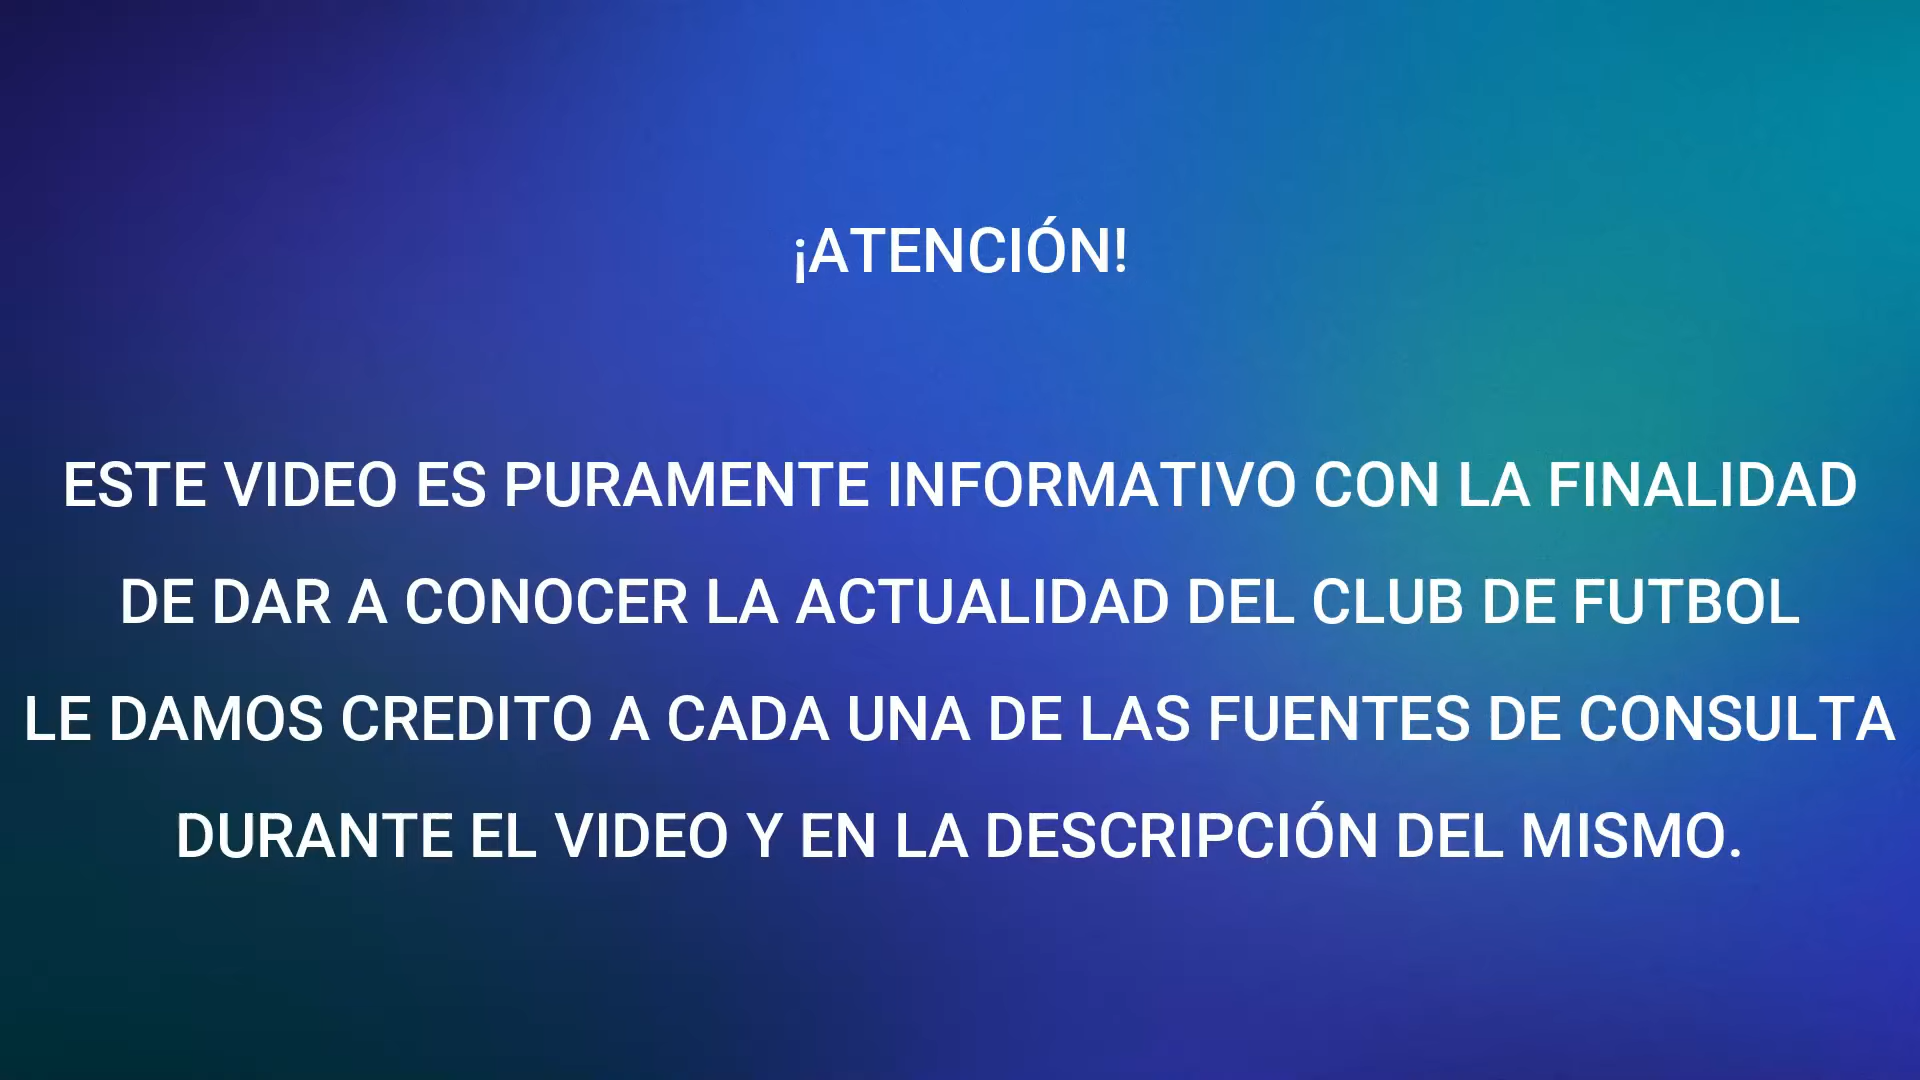 ¡ATENCIÓN!
ESTE VIDEO ES PURAMENTE INFORMATIVO CON LA FINALIDAD
DE DAR A CONOCER LA ACTUALIDAD DEL CLUB DE FUTBOL
LE DAMOS CREDITO A CADA UNA DE LAS FUENTES DE CONSULTA
DURANTE EL VIDEO Y EN LA DESCRIPCIÓN DEL MISMO.